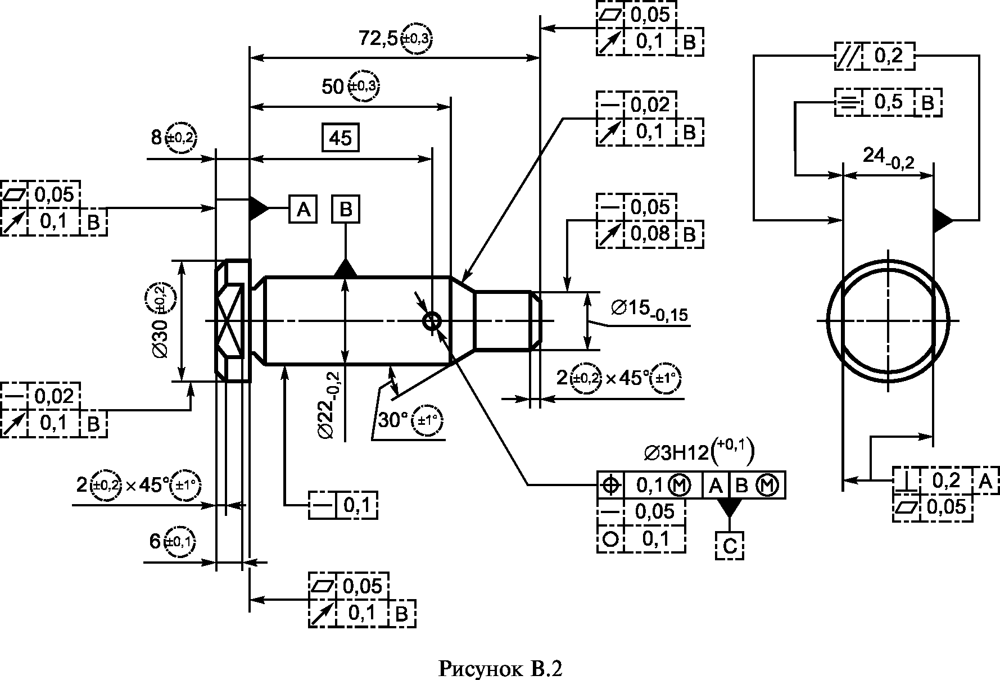 ⏥ 0,05
↗ 0,1 B
72,5 ±0,3
// 0,2
50 ±0,3
— 0,02
↗ 0,1 B
⌯ 0,5 B
8 ±0,2
45
24-0,2
⏥ 0,05
↗ 0,1 B
A
B
— 0,05
↗ 0,08 B
Ø30 ±0,2
Ø15-0,15
— 0,02
↗ 0,1 B
Ø22-0,2
30° ±1°
2 ±0,2 × 45° ±1°
Ø3H12(+0,1)
2 ±0,2 × 45° ±1°
⌖ 0,1 Ⓜ A B Ⓜ
— 0,05
○ 0,1
C
— 0,1
⊥ 0,2 A
⏥ 0,05
6 ±0,1
⏥ 0,05
↗ 0,1 B
Рисунок В.2